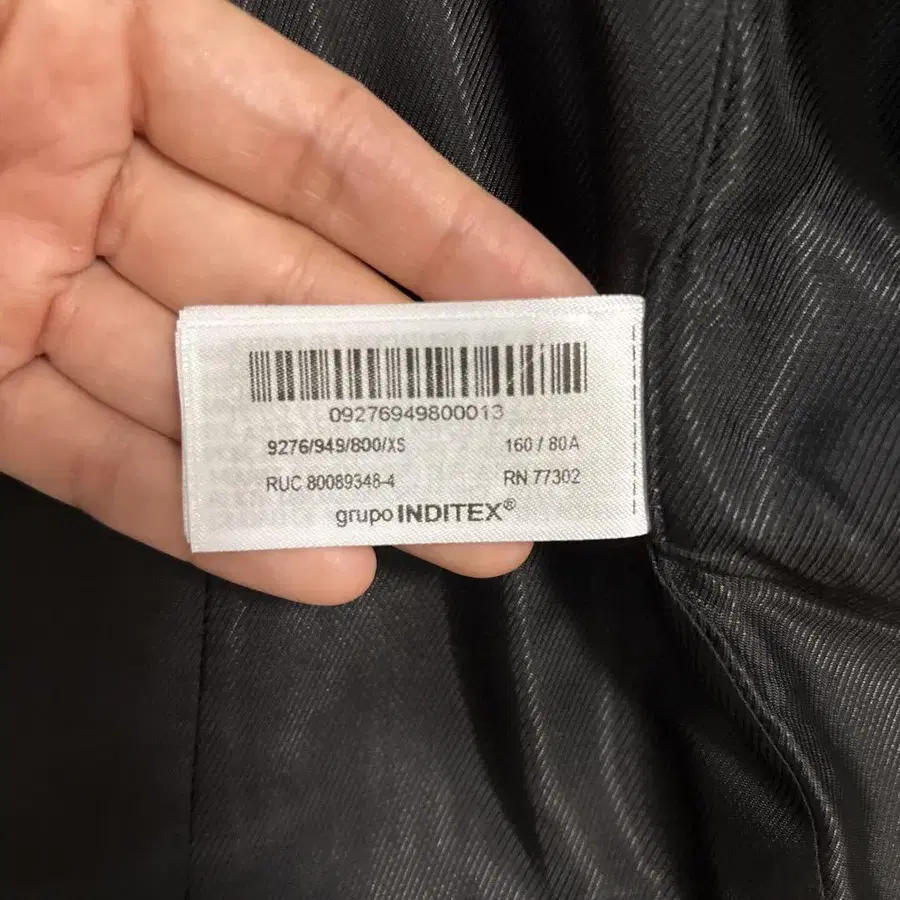 09276949800013
9276/949/800/XS 160 / 80A
RUC 80089348-4 RN 77302
grupo INDITEX®